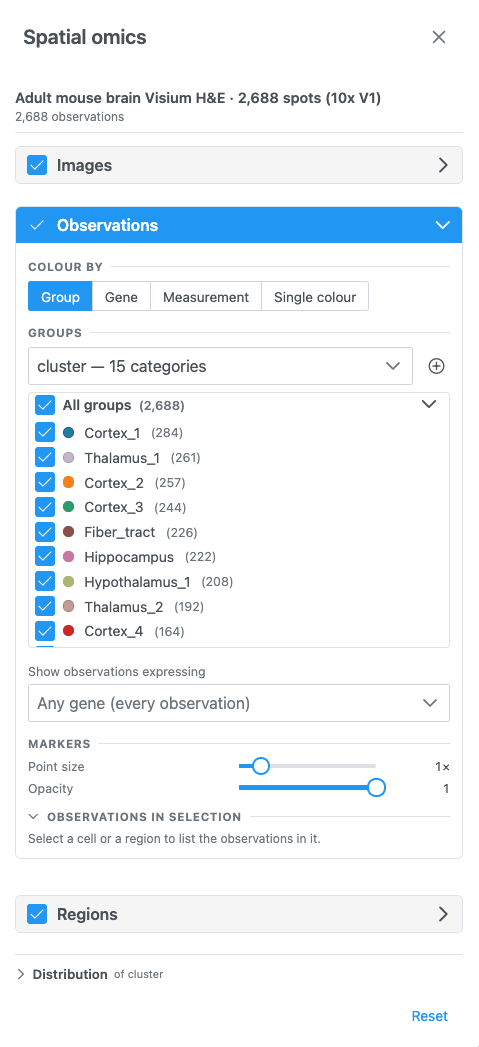 Spatial omics
Adult mouse brain Visium H&E · 2,688 spots (10x V1)
2,688 observations
Images
Observations
COLOUR BY
Group Gene Measurement Single colour
GROUPS
cluster — 15 categories
All groups (2,688)
Cortex_1 (284)
Thalamus_1 (261)
Cortex_2 (257)
Cortex_3 (244)
Fiber_tract (226)
Hippocampus (222)
Hypothalamus_1 (208)
Thalamus_2 (192)
Cortex_4 (164)
Show observations expressing
Any gene (every observation)
MARKERS
Point size 1×
Opacity 1
OBSERVATIONS IN SELECTION
Select a cell or a region to list the observations in it.
Regions
Distribution of cluster
Reset